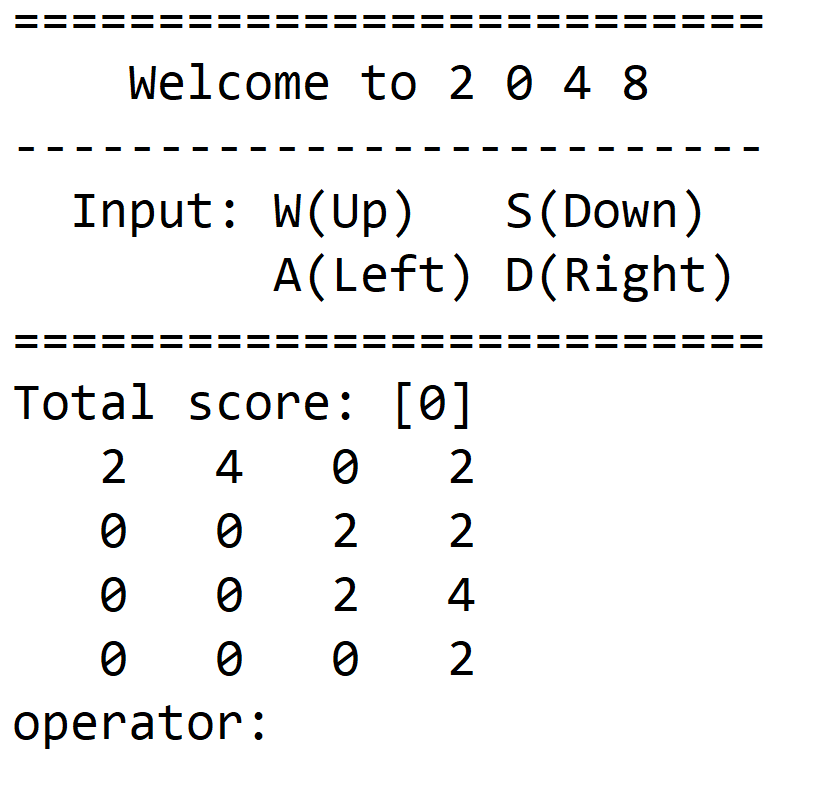 ==========================
Welcome to 2 0 4 8
--------------------------
Input: W(Up) S(Down)
A(Left) D(Right)
==========================
Total score: [0]
2 4 0 2
0 0 2 2
0 0 2 4
0 0 0 2
operator: